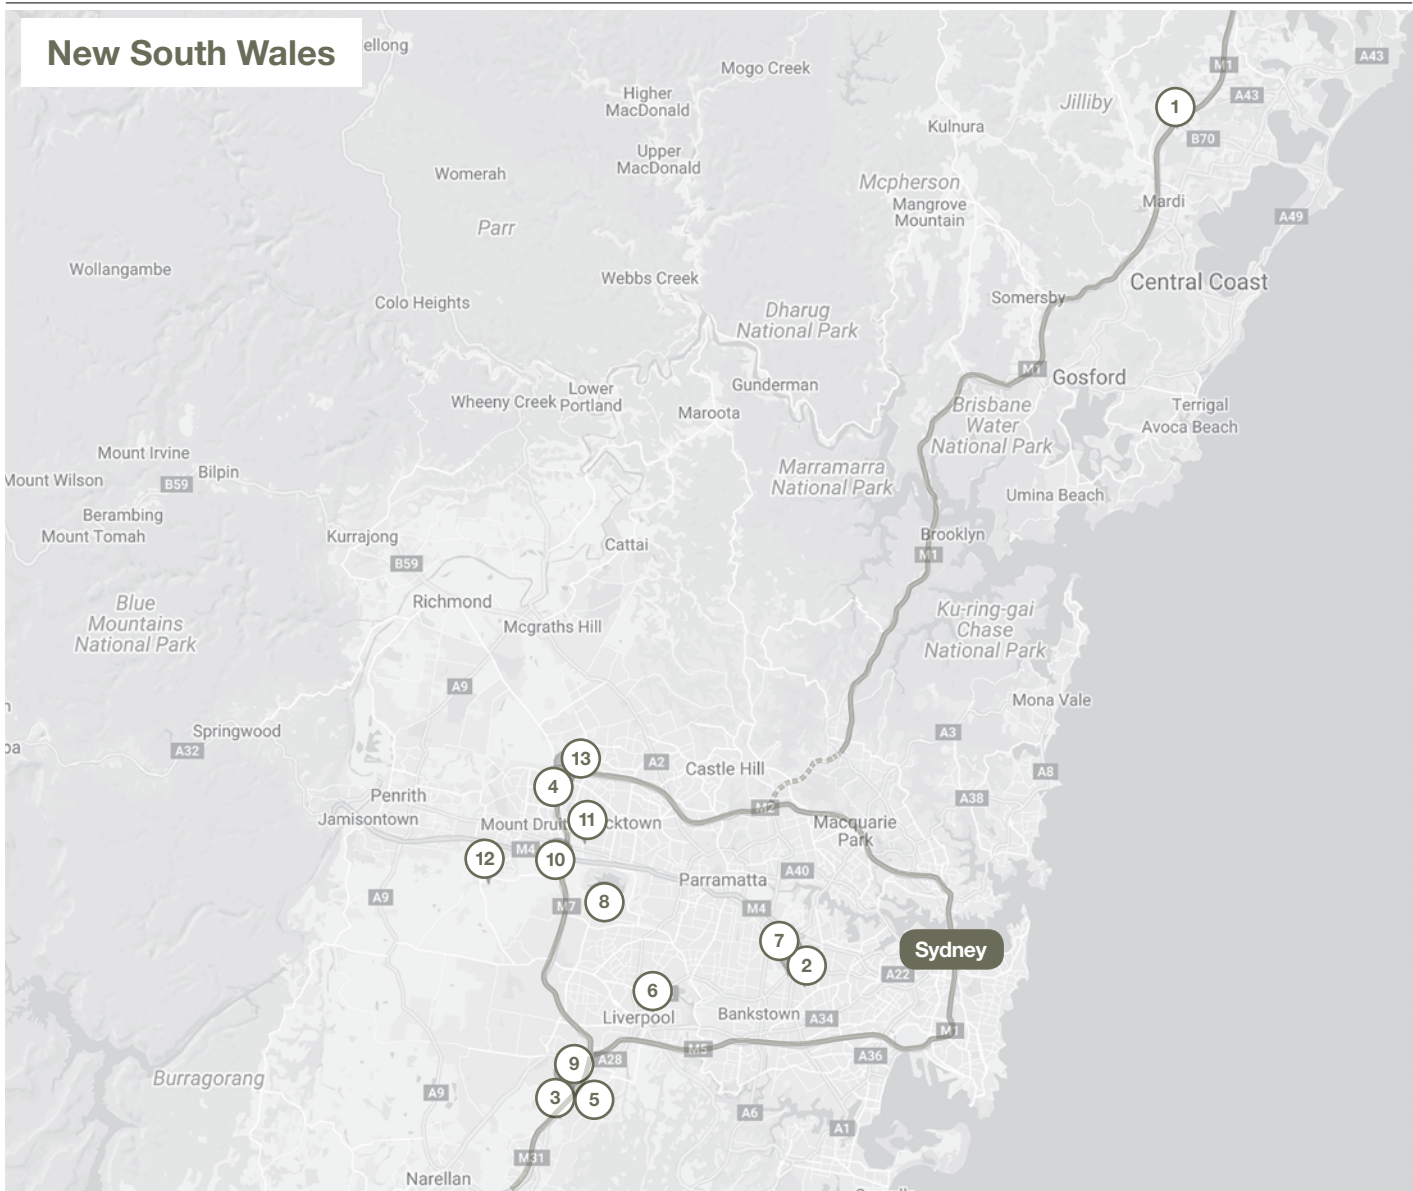 New South Wales
ellong
Mogo Creek
A43
M1
Higher
MacDonald
Jilliby
A43
1
Kulnura
B70
Upper
MacDonald
Womerah
Mcpherson
Mangrove
Mountain
Mardi
A49
Parr
Wollangambe
Webbs Creek
Central Coast
Colo Heights
Somersby
Dharug
National Park
M1
Gosford
Gunderman
Lower
Portland
Wheeny Creek
Maroota
Brisbane
Water
National Park
Terrigal
Avoca Beach
Mount Irvine
Bilpin
Mount Wilson
B59
Marramarra
National Park
Umina Beach
Berambing
Mount Tomah
Kurrajong
Cattai
Brooklyn
M1
B59
Richmond
Blue
Mountains
National Park
Mcgraths Hill
Ku-ring-gai
Chase
National Park
A9
Mona Vale
Springwood
A32
A3
13
A2
Castle Hill
A8
4
Penrith
A38
M2
Jamisontown
Mount Druit
11
cktown
Macquarie
Park
M4
12
10
A40
Parramatta
A9
M7
8
M4
7
Sydney
2
A22
6
Liverpool
Bankstown
A34
M1
M5
A36
9
A28
Burragorang
A9
3
5
A6
A1
M31
Narellan